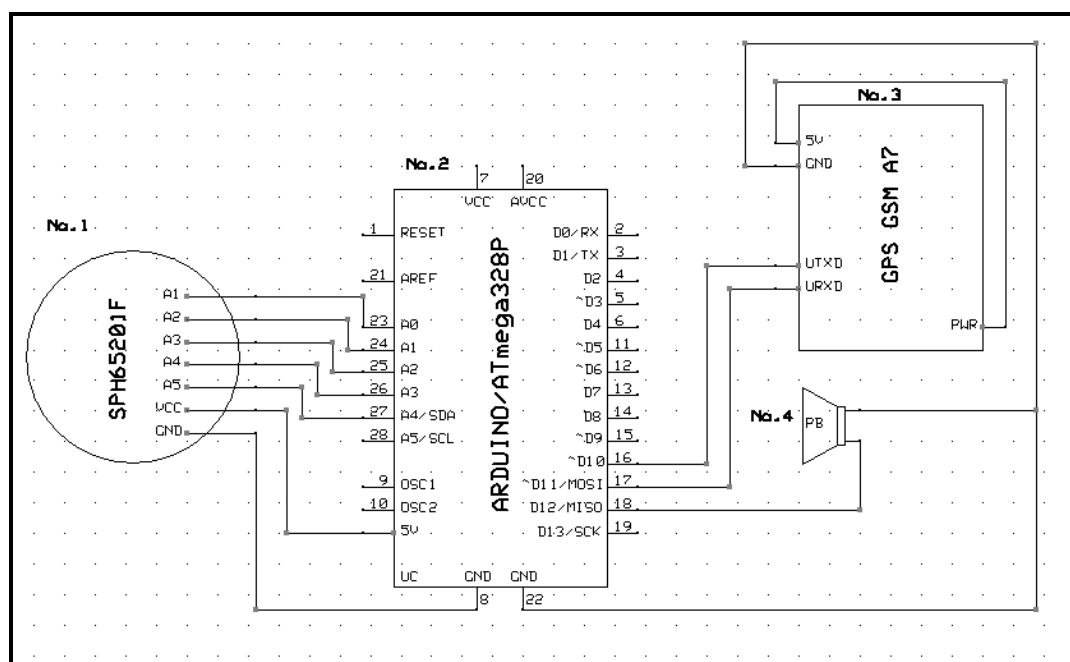 No.1
SPH65201F
A1
A2
A3
A4
A5
VCC
GND
No.2
7
20
VCC
AVCC
1
RESET
21
AREF
23
A0
24
A1
25
A2
26
A3
27
A4/SDA
28
A5/SCL
9
OSC1
10
OSC2
5V
UC
GND
GND
8
22
ARDUINO/ATmega328P
D0/RX
2
D1/TX
3
D2
4
~D3
5
D4
6
~D5
11
~D6
12
D7
13
D8
14
~D9
15
~D10
16
~D11/MOSI
17
D12/MISO
18
D13/SCK
19
No.3
5V
GND
GPS GSM A7
UTXD
URXD
PWR
No.4
PB